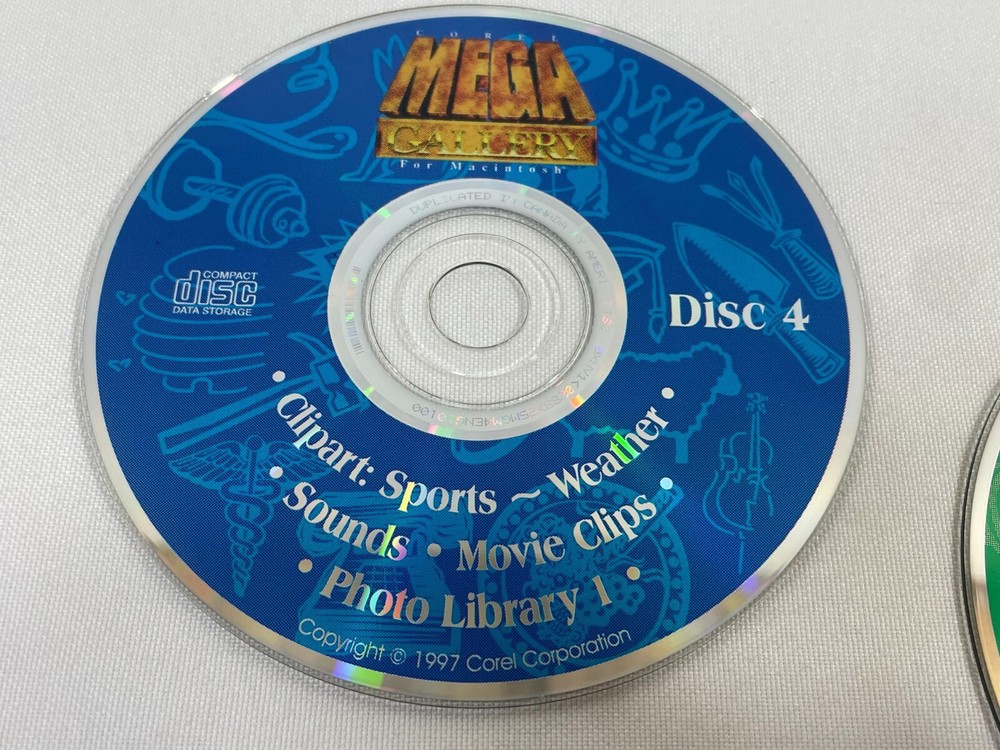 COREL
MEGA
GALLERY
For Macintosh
DUPLICATED IN CANADA BY
COMPACT
disc
DATA STORAGE
Disc 4
• Clipart: Sports ~ Weather •
• Sounds • Movie Clips •
• Photo Library 1 •
Copyright © 1997 Corel Corporation